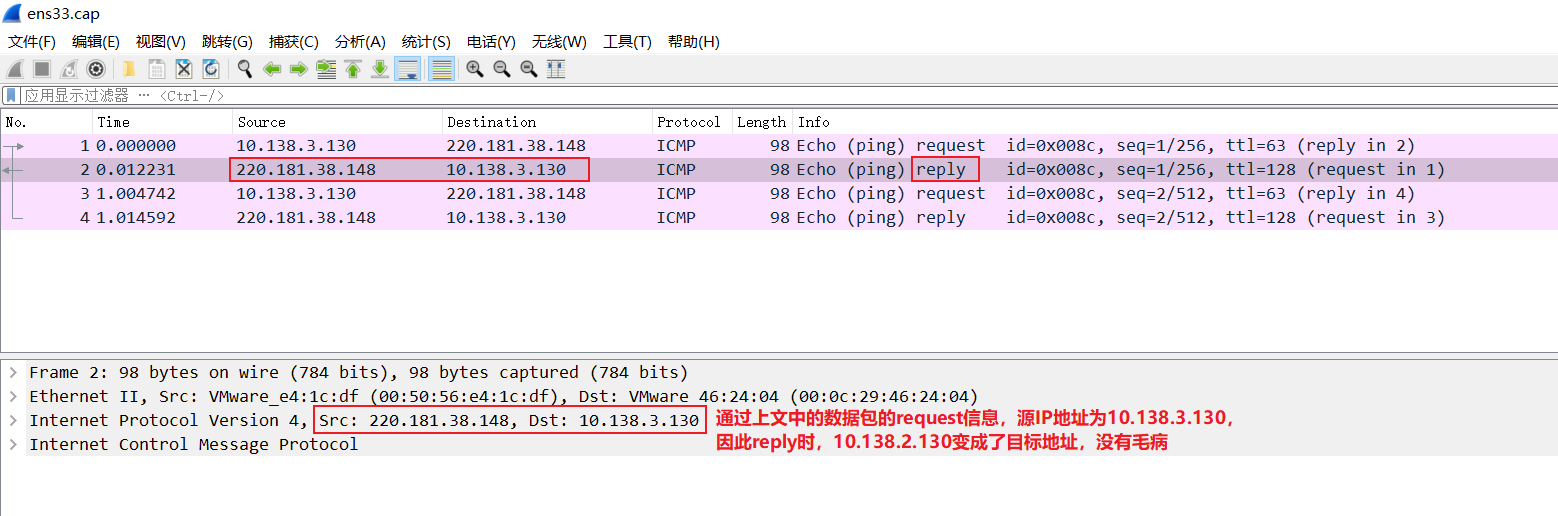 ens33.cap
文件(F) 编辑(E) 视图(V) 跳转(G) 捕获(C) 分析(A) 统计(S) 电话(Y) 无线(W) 工具(T) 帮助(H)
应用显示过滤器 … <Ctrl-/>
No. Time Source Destination Protocol Length Info
1 0.000000 10.138.3.130 220.181.38.148 ICMP 98 Echo (ping) request id=0x008c, seq=1/256, ttl=63 (reply in 2)
2 0.012231 220.181.38.148 10.138.3.130 ICMP 98 Echo (ping) reply id=0x008c, seq=1/256, ttl=128 (request in 1)
3 1.004742 10.138.3.130 220.181.38.148 ICMP 98 Echo (ping) request id=0x008c, seq=2/512, ttl=63 (reply in 4)
4 1.014592 220.181.38.148 10.138.3.130 ICMP 98 Echo (ping) reply id=0x008c, seq=2/512, ttl=128 (request in 3)
Frame 2: 98 bytes on wire (784 bits), 98 bytes captured (784 bits)
Ethernet II, Src: VMware_e4:1c:df (00:50:56:e4:1c:df), Dst: VMware 46:24:04 (00:0c:29:46:24:04)
Internet Protocol Version 4, Src: 220.181.38.148, Dst: 10.138.3.130
Internet Control Message Protocol
通过上文中的数据包的request信息，源IP地址为10.138.3.130，
因此reply时，10.138.2.130变成了目标地址，没有毛病